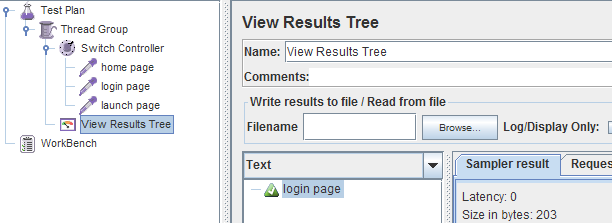 Test Plan
Thread Group
Switch Controller
home page
login page
launch page
View Results Tree
WorkBench
View Results Tree
Name: View Results Tree
Comments:
Write results to file / Read from file
Filename Browse... Log/Display Only:
Text
login page
Sampler result Reques
Latency: 0
Size in bytes: 203